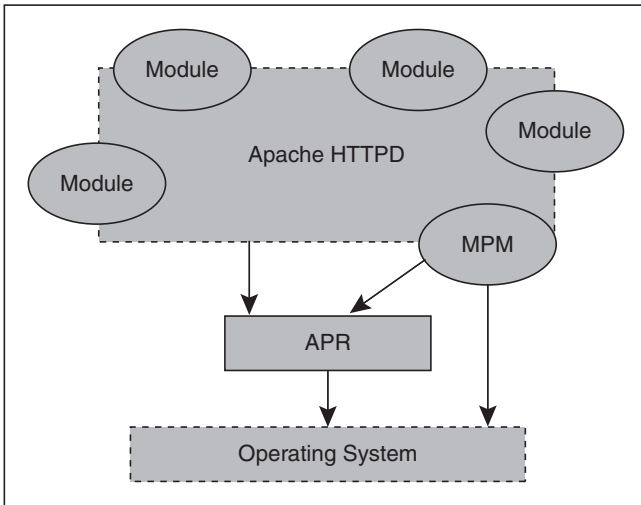 Module
Module
Module
Apache HTTPD
Module
MPM
APR
Operating System